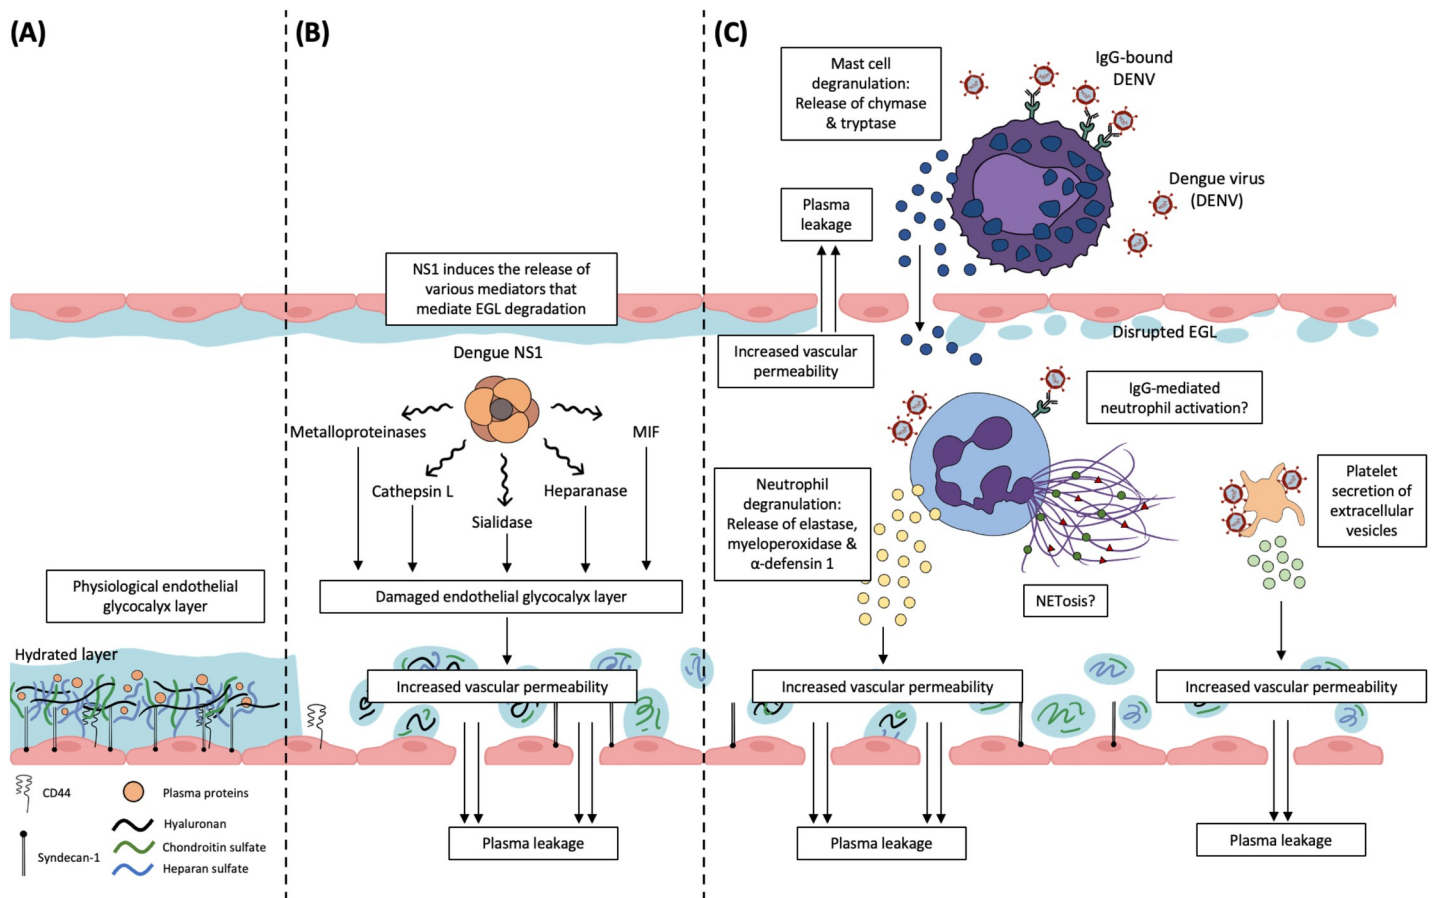 (A)
Physiological endothelial
glycocalyx layer
Hydrated layer
CD44
Syndecan-1
Plasma proteins
Hyaluronan
Chondroitin sulfate
Heparan sulfate
(B)
NS1 induces the release of
various mediators that
mediate EGL degradation
Dengue NS1
Metalloproteinases
MIF
Cathepsin L
Heparanase
Sialidase
Damaged endothelial glycocalyx layer
Increased vascular permeability
Plasma leakage
(C)
Mast cell
degranulation:
Release of chymase
& tryptase
IgG-bound
DENV
Dengue virus
(DENV)
Plasma
leakage
Increased vascular
permeability
Disrupted EGL
IgG-mediated
neutrophil activation?
Neutrophil
degranulation:
Release of elastase,
myeloperoxidase &
α-defensin 1
NETosis?
Platelet
secretion of
extracellular
vesicles
Increased vascular permeability
Plasma leakage
Increased vascular permeability
Plasma leakage